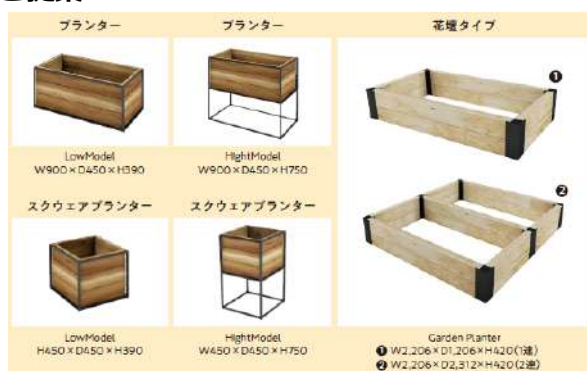 プランター
LowModel
W900×D450×H390
プランター
HightModel
W900×D450×H750
スクウェアプランター
LowModel
H450×D450×H390
スクウェアプランター
HightModel
W450×D450×H750
花壇タイプ
❶
❷
Garden Planter
❶ W2,206×D1,206×H420(1連)
❷ W2,206×D2,312×H420(2連)